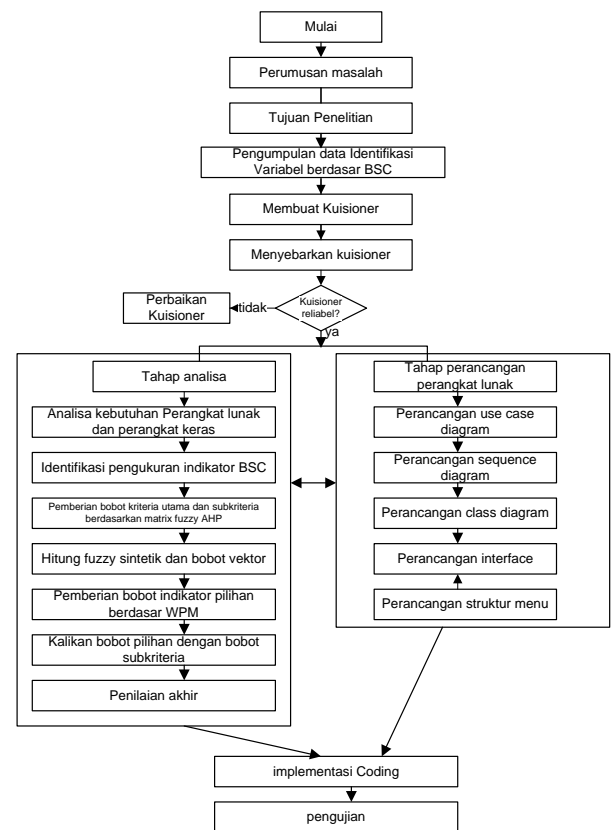 Mulai
Perumusan masalah
Tujuan Penelitian
Pengumpulan data Identifikasi
Variabel berdasar BSC
Membuat Kuisioner
Menyebarkan kuisioner
Kuisioner
reliabel?
tidak
Perbaikan
Kuisioner
ya
Tahap analisa
Analisa kebutuhan Perangkat lunak
dan perangkat keras
Identifikasi pengukuran indikator BSC
Pemberian bobot kriteria utama dan subkriteria
berdasarkan matrix fuzzy AHP
Hitung fuzzy sintetik dan bobot vektor
Pemberian bobot indikator pilihan
berdasar WPM
Kalikan bobot pilihan dengan bobot
subkriteria
Penilaian akhir
Tahap perancangan
perangkat lunak
Perancangan use case
diagram
Perancangan sequence
diagram
Perancangan class diagram
Perancangan interface
Perancangan struktur menu
implementasi Coding
pengujian